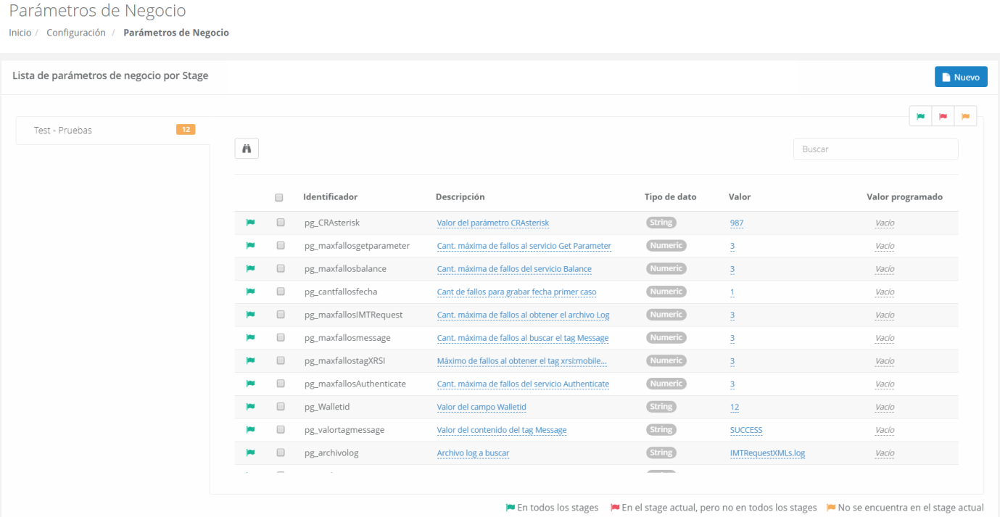 Parámetros de Negocio
Inicio / Configuración / Parámetros de Negocio
Lista de parámetros de negocio por Stage
Nuevo
Test - Pruebas 12
Buscar
Identificador Descripción Tipo de dato Valor Valor programado
pg_CRAsterisk Valor del parámetro CRAsterisk String 987 Vacío
pg_maxfallosgetparameter Cant. máxima de fallos al servicio Get Parameter Numeric 3 Vacío
pg_maxfallosbalance Cant. máxima de fallos del servicio Balance Numeric 3 Vacío
pg_cantfallosfecha Cant de fallos para grabar fecha primer caso Numeric 1 Vacío
pg_maxfallosIMTRequest Cant. máxima de fallos al obtener el archivo Log Numeric 3 Vacío
pg_maxfallosmessage Cant. máxima de fallos al buscar el tag Message Numeric 3 Vacío
pg_maxfallostagXRSI Máximo de fallos al obtener el tag xrsi:mobile... Numeric 3 Vacío
pg_maxfallosAuthenticate Cant. máxima de fallos del servicio Authenticate Numeric 3 Vacío
pg_Walletid Valor del campo Walletid String 12 Vacío
pg_valortagmessage Valor del contenido del tag Message String SUCCESS Vacío
pg_archivolog Archivo log a buscar String IMTRequestXMLs.log Vacío
En todos los stages En el stage actual, pero no en todos los stages No se encuentra en el stage actual